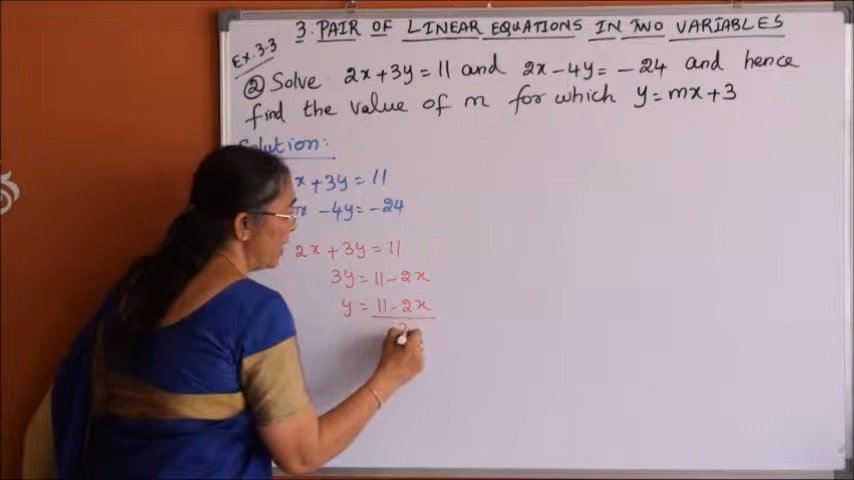 3. PAIR OF LINEAR EQUATIONS IN TWO VARIABLES
Ex.3.3
② Solve 2x+3y=11 and 2x-4y=-24 and hence
find the value of m for which y=mx+3
Solution:
x+3y=11
x-4y=-24
2x+3y=11
3y=11-2x
y=11-2x
3